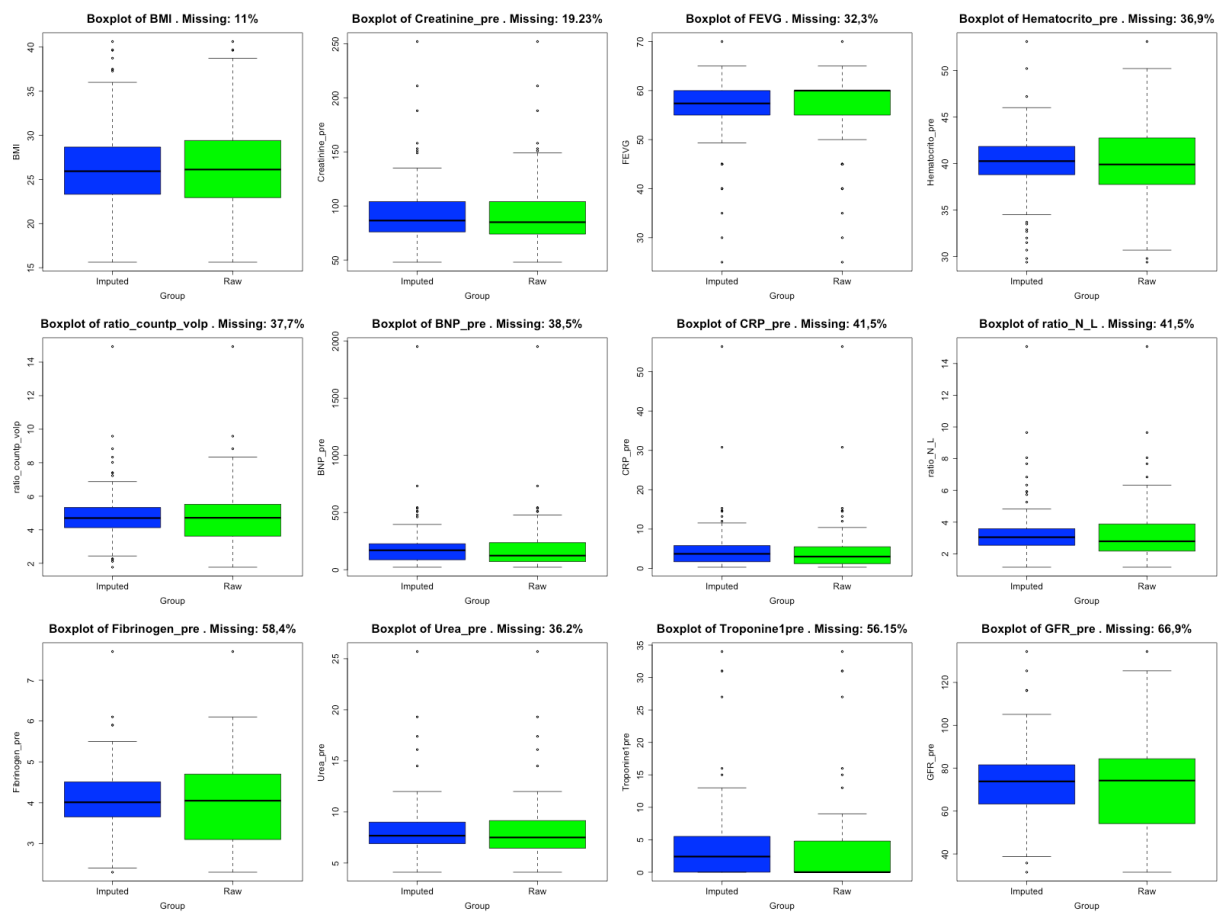 Boxplot of BMI . Missing: 11%
BMI
40
35
30
25
20
15
Imputed
Raw
Group
Boxplot of Creatinine_pre . Missing: 19.23%
Creatinine_pre
250
200
150
100
50
Imputed
Raw
Group
Boxplot of FEVG . Missing: 32,3%
FEVG
70
60
50
40
30
Imputed
Raw
Group
Boxplot of Hematocrito_pre . Missing: 36,9%
Hematocrito_pre
50
45
40
35
30
Imputed
Raw
Group
Boxplot of ratio_countp_volp . Missing: 37,7%
ratio_countp_volp
14
12
10
8
6
4
2
Imputed
Raw
Group
Boxplot of BNP_pre . Missing: 38,5%
BNP_pre
2000
1500
1000
500
0
Imputed
Raw
Group
Boxplot of CRP_pre . Missing: 41,5%
CRP_pre
50
40
30
20
10
0
Imputed
Raw
Group
Boxplot of ratio_N_L . Missing: 41,5%
ratio_N_L
14
12
10
8
6
4
2
Imputed
Raw
Group
Boxplot of Fibrinogen_pre . Missing: 58,4%
Fibrinogen_pre
7
6
5
4
3
Imputed
Raw
Group
Boxplot of Urea_pre . Missing: 36.2%
Urea_pre
25
20
15
10
5
Imputed
Raw
Group
Boxplot of Troponine1pre . Missing: 56.15%
Troponine1pre
35
30
25
20
15
10
5
0
Imputed
Raw
Group
Boxplot of GFR_pre . Missing: 66,9%
GFR_pre
120
100
80
60
40
Imputed
Raw
Group